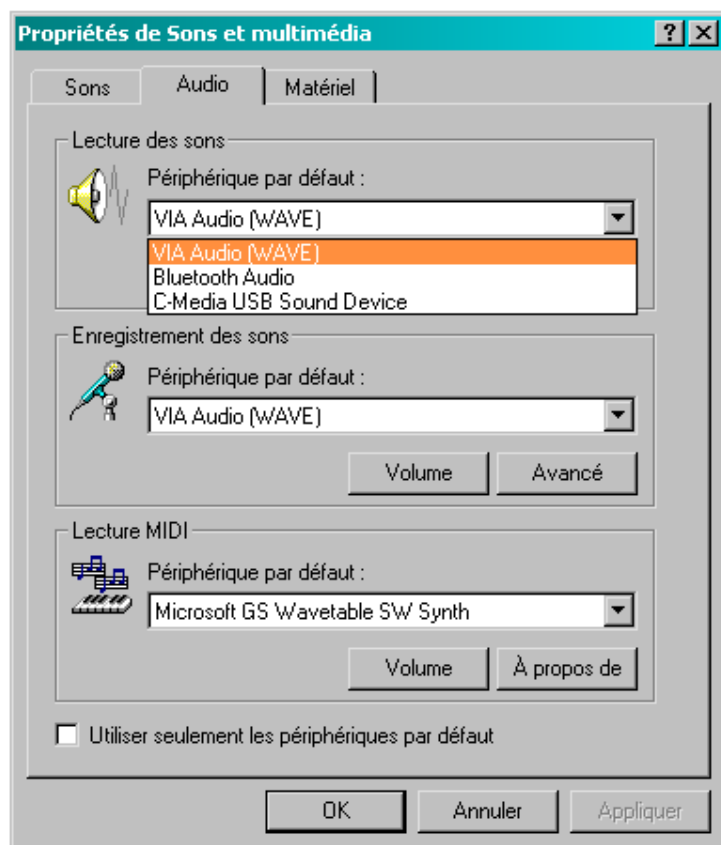 Propriétés de Sons et multimédia
Sons Audio Matériel
Lecture des sons
Périphérique par défaut :
VIA Audio (WAVE)
VIA Audio (WAVE)
Bluetooth Audio
C-Media USB Sound Device
Enregistrement des sons
Périphérique par défaut :
VIA Audio (WAVE)
Volume Avancé
Lecture MIDI
Périphérique par défaut :
Microsoft GS Wavetable SW Synth
Volume À propos de
Utiliser seulement les périphériques par défaut
OK Annuler Appliquer